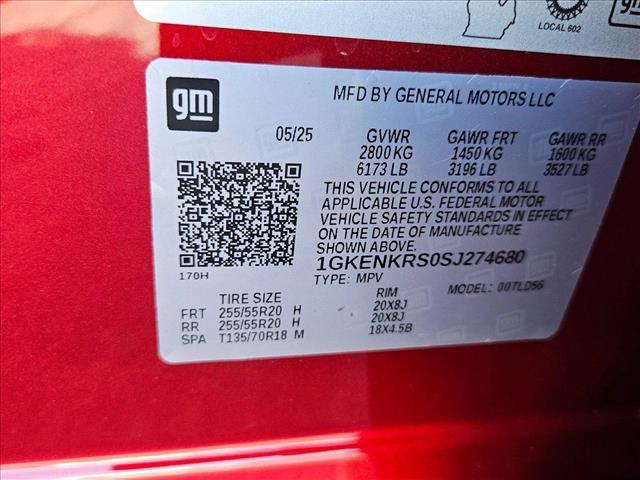 LOCAL 602
gm
gm
MFD BY GENERAL MOTORS LLC
05/25 GVWR GAWR FRT GAWR RR
2800 KG 1450 KG 1600 KG
6173 LB 3196 LB 3527 LB
THIS VEHICLE CONFORMS TO ALL
APPLICABLE U.S. FEDERAL MOTOR
VEHICLE SAFETY STANDARDS IN EFFECT
ON THE DATE OF MANUFACTURE
SHOWN ABOVE.
1GKENKRS0SJ274680
170H
TYPE: MPV MODEL: 00TLD56
TIRE SIZE RIM
FRT 255/55R20 H 20X8J
RR 255/55R20 H 20X8J
SPA T135/70R18 M 18X4.5B